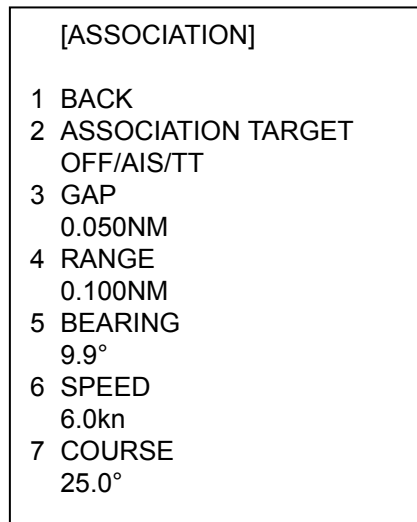 [ASSOCIATION]
1 BACK
2 ASSOCIATION TARGET
OFF/AIS/TT
3 GAP
0.050NM
4 RANGE
0.100NM
5 BEARING
9.9°
6 SPEED
6.0kn
7 COURSE
25.0°